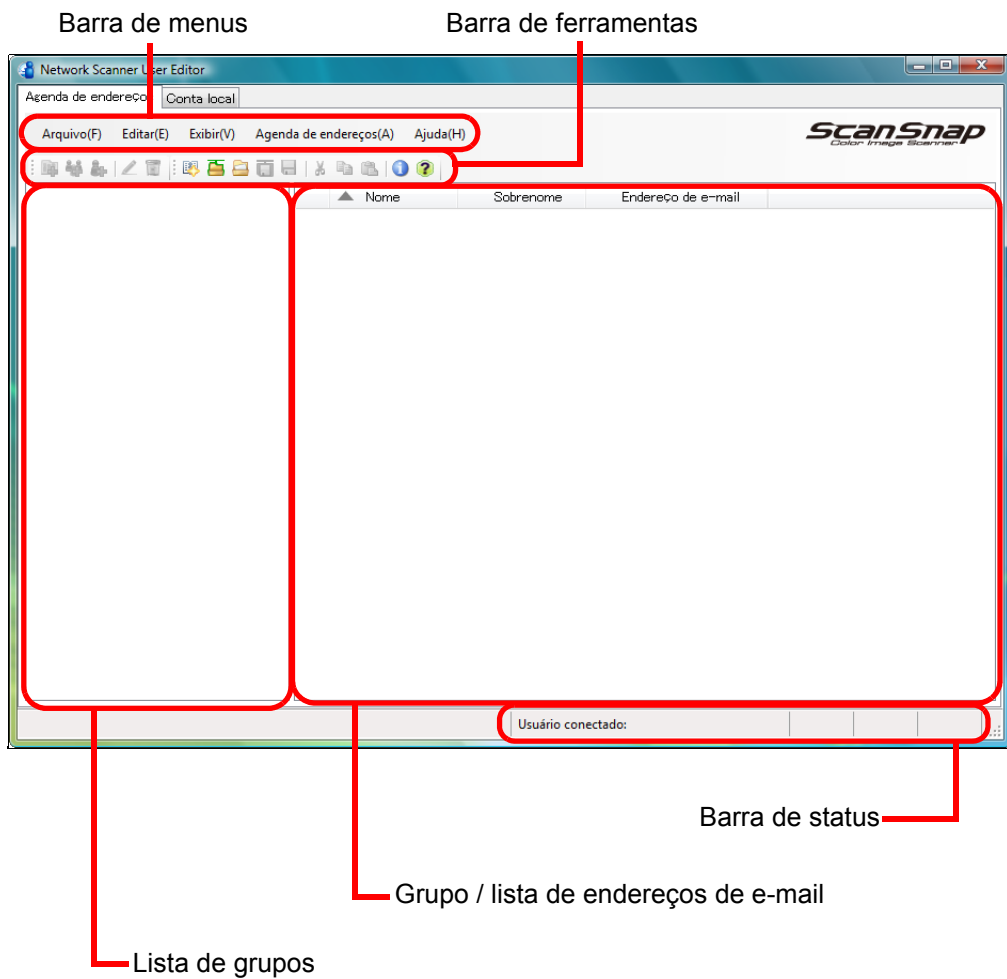 Barra de menus
Barra de ferramentas
Network Scanner User Editor
Agenda de endereços
Conta local
Arquivo(F) Editar(E) Exibir(V) Agenda de endereços(A) Ajuda(H)
ScanSnap
Color Image Scanner
Nome Sobrenome Endereço de e-mail
Usuário conectado:
Barra de status
Grupo / lista de endereços de e-mail
Lista de grupos